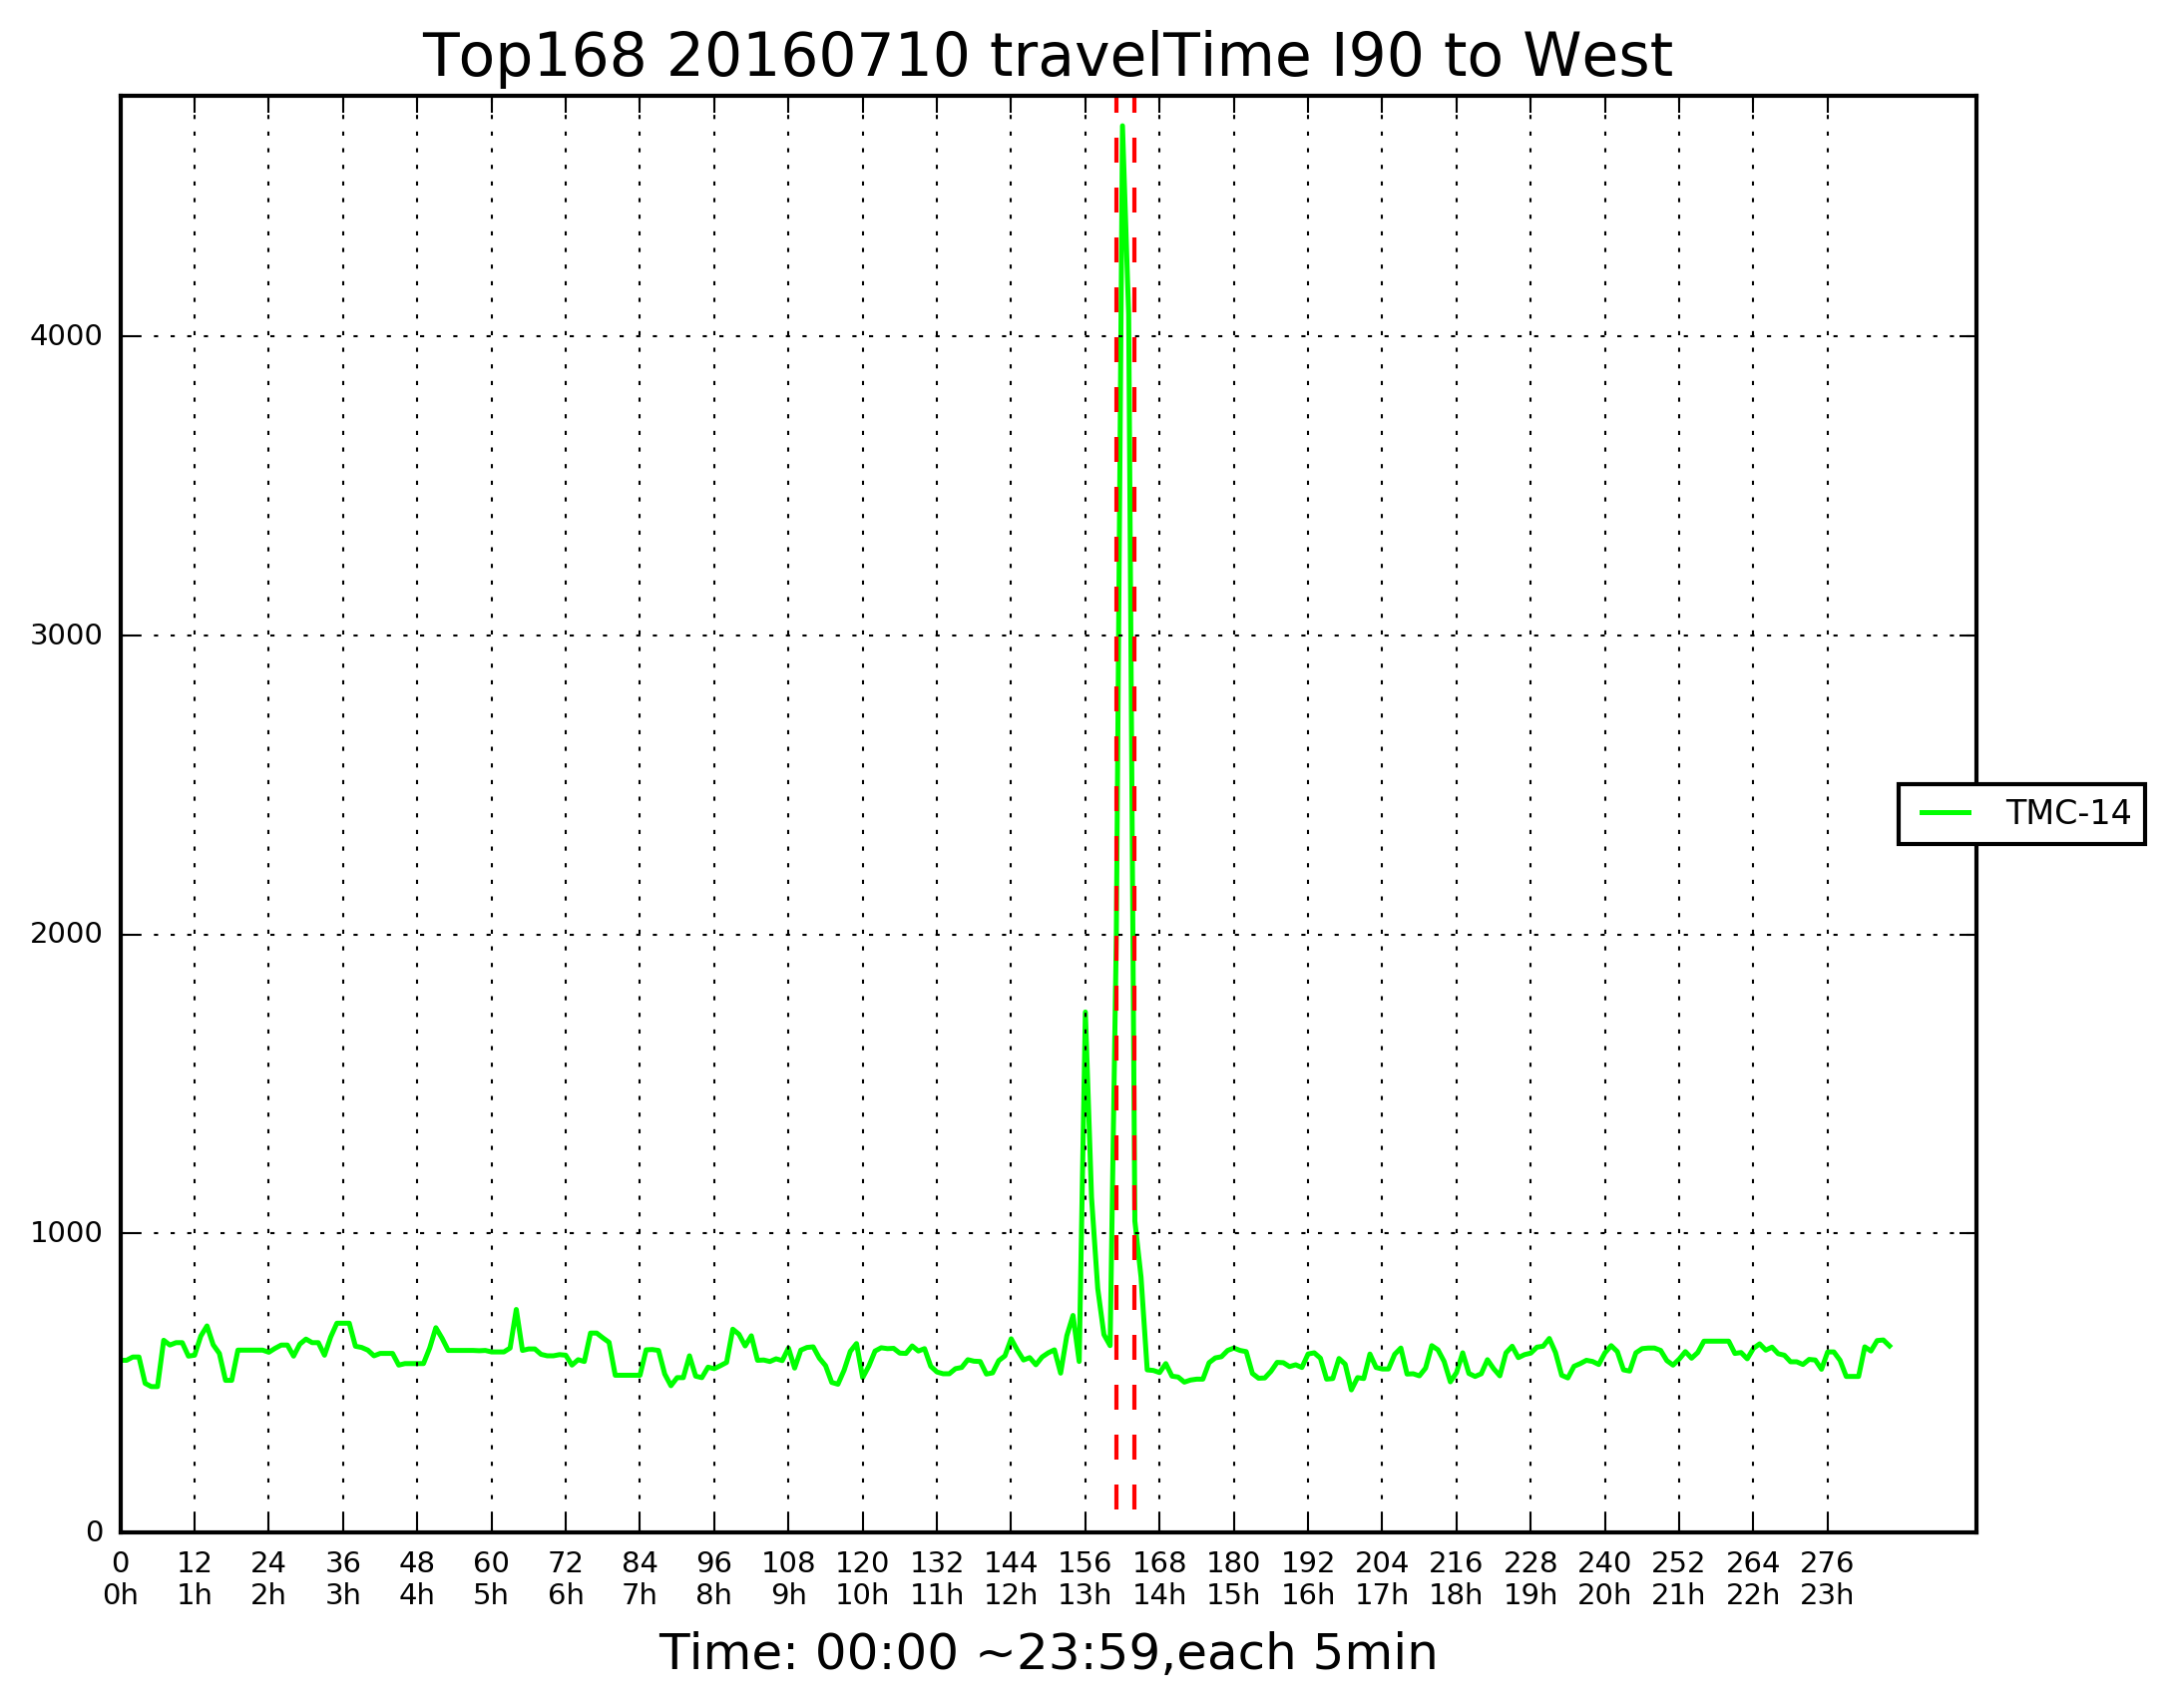 Top168 20160710 travelTime I90 to West
4000
3000
2000
1000
0
TMC-14
0 12 24 36 48 60 72 84 96 108 120 132 144 156 168 180 192 204 216 228 240 252 264 276
0h 1h 2h 3h 4h 5h 6h 7h 8h 9h 10h 11h 12h 13h 14h 15h 16h 17h 18h 19h 20h 21h 22h 23h
Time: 00:00 ~23:59,each 5min